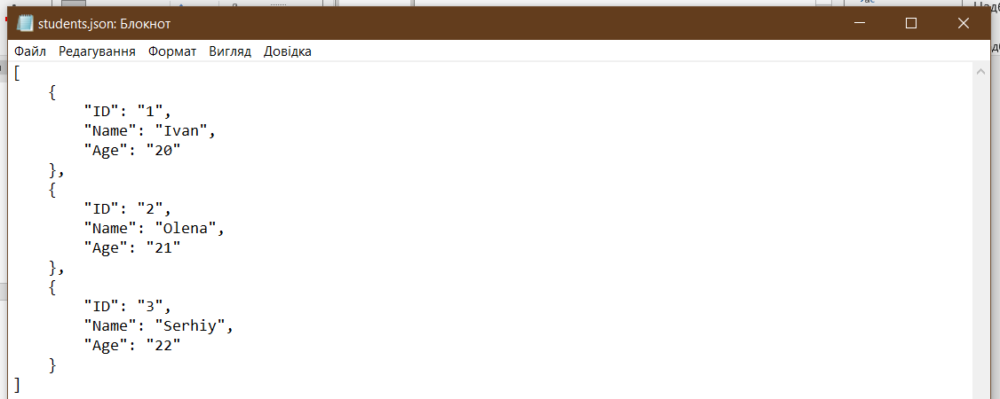 students.json: Блокнот
Файл Редагування Формат Вигляд Довідка
[
    {
        "ID": "1",
        "Name": "Ivan",
        "Age": "20"
    },
    {
        "ID": "2",
        "Name": "Olena",
        "Age": "21"
    },
    {
        "ID": "3",
        "Name": "Serhiy",
        "Age": "22"
    }
]